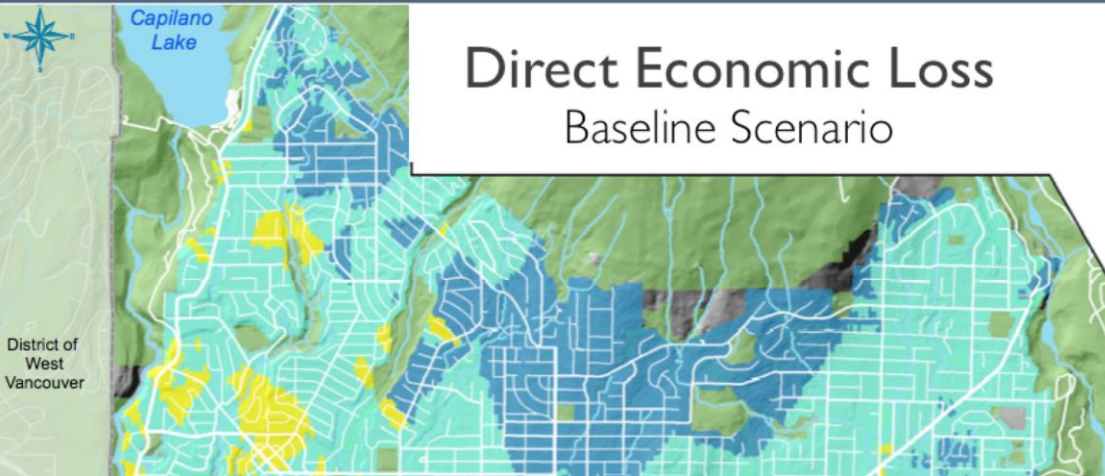 Capilano
Lake
Direct Economic Loss
Baseline Scenario
District of
West
Vancouver